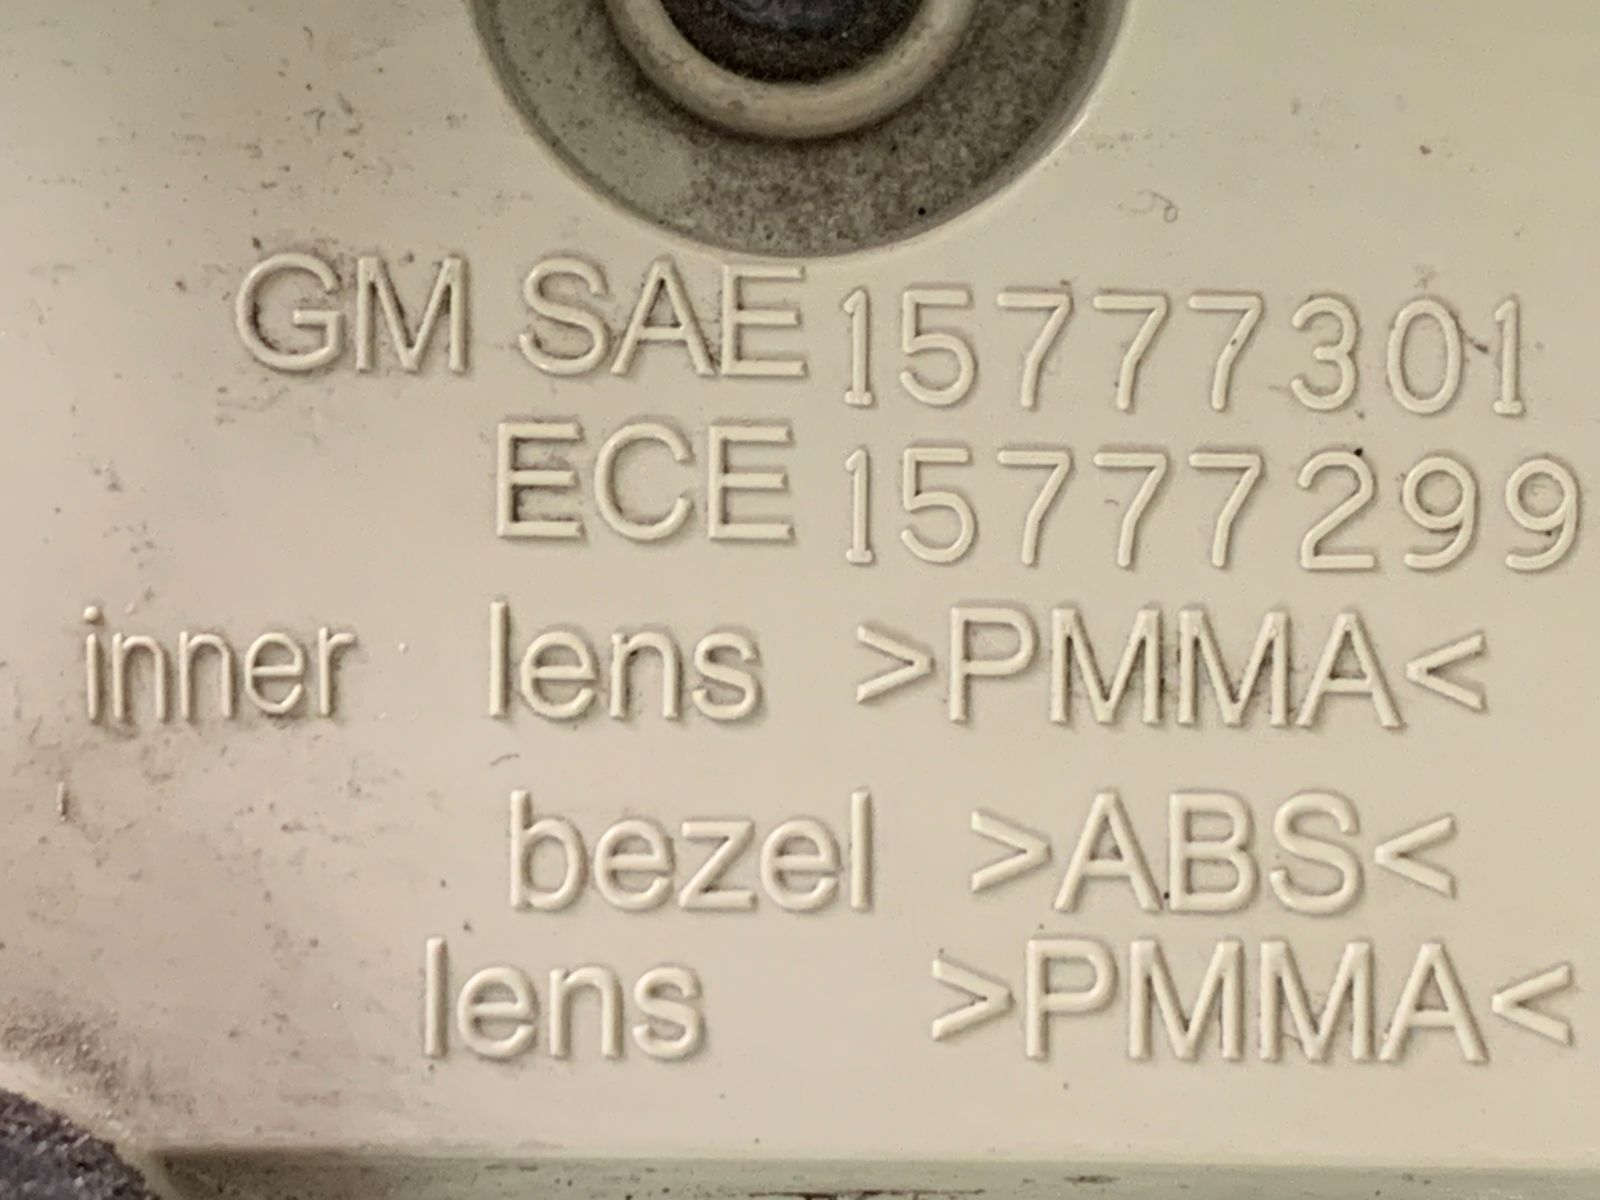 GM SAE 15777301
ECE 15777299
inner lens >PMMA<
bezel >ABS<
lens >PMMA<